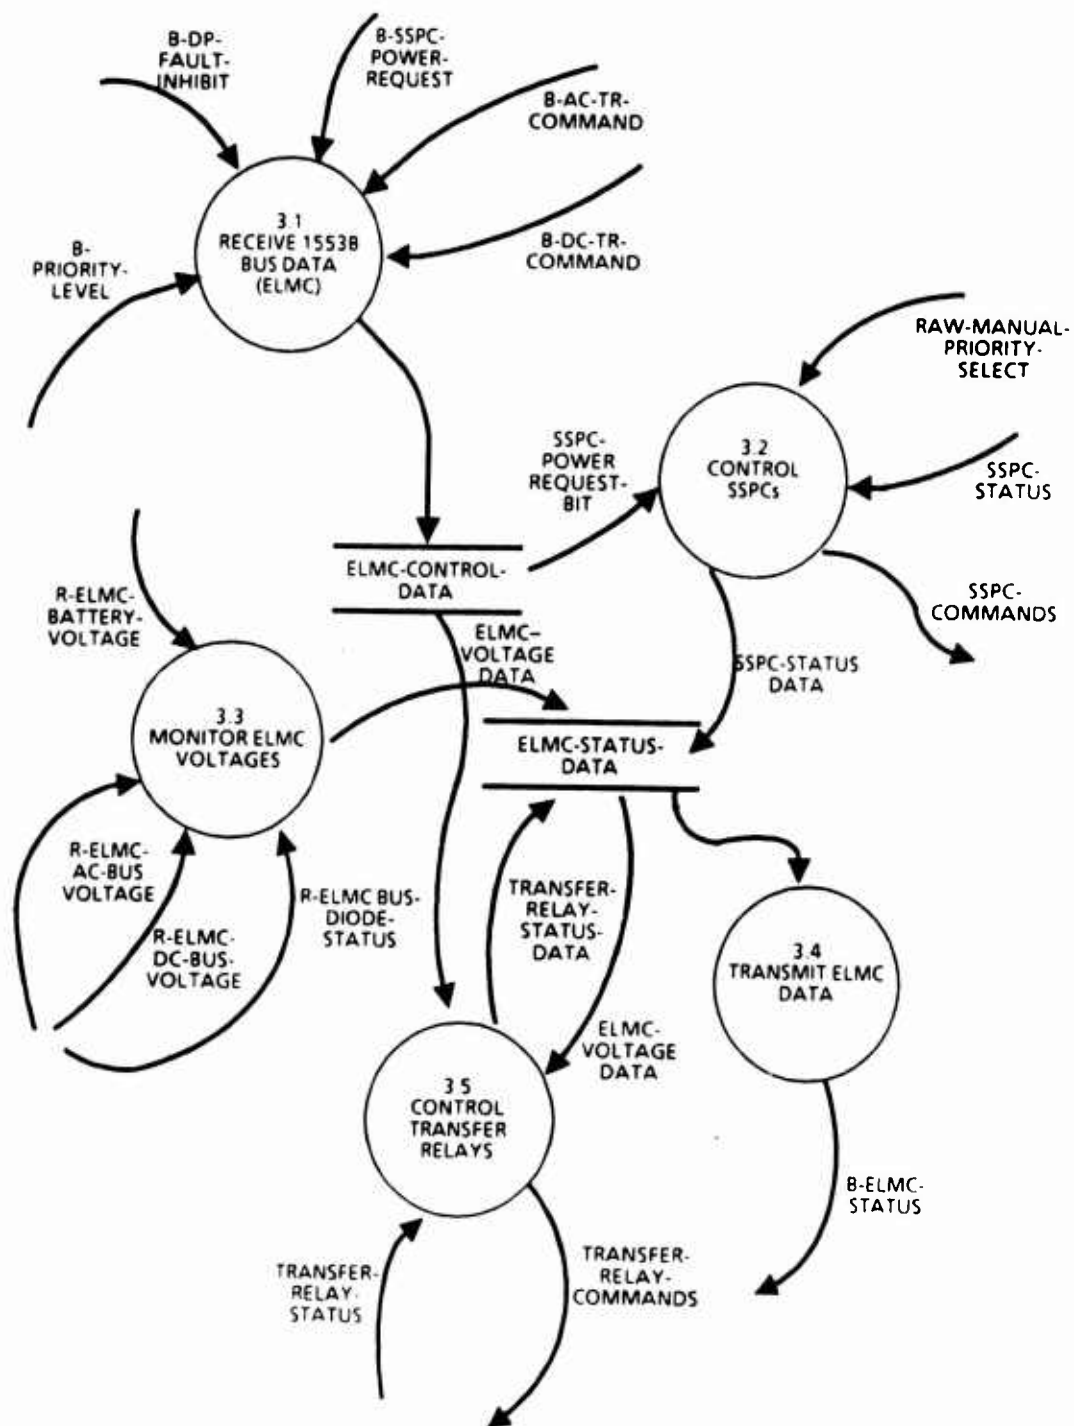 B-DP-
FAULT-
INHIBIT
B-SSPC-
POWER-
REQUEST
B-AC-TR-
COMMAND
3.1
RECEIVE 1553B
BUS DATA
(ELMC)
B-DC-TR-
COMMAND
B-
PRIORITY-
LEVEL
RAW-MANUAL-
PRIORITY-
SELECT
3.2
CONTROL
SSPCs
SSPC-
POWER
REQUEST-
BIT
SSPC-
STATUS
ELMC-CONTROL-
DATA
SSPC-
COMMANDS
R-ELMC-
BATTERY-
VOLTAGE
ELMC-
VOLTAGE
DATA
SSPC-STATUS
DATA
3.3
MONITOR ELMC
VOLTAGES
ELMC-STATUS-
DATA
R-ELMC-
AC-BUS
VOLTAGE
R-ELMC-
DC-BUS-
VOLTAGE
R-ELMC BUS-
DIODE-
STATUS
TRANSFER-
RELAY-
STATUS-
DATA
3.4
TRANSMIT ELMC
DATA
ELMC-
VOLTAGE
DATA
3 5
CONTROL
TRANSFER
RELAYS
B-ELMC-
STATUS
TRANSFER-
RELAY-
STATUS
TRANSFER-
RELAY-
COMMANDS